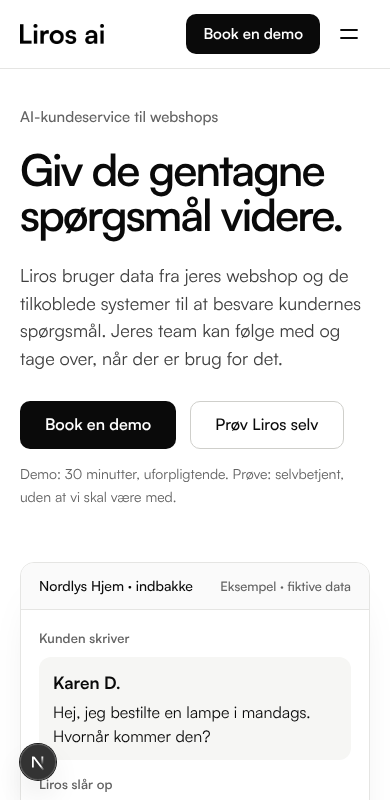 Liros ai
Book en demo
AI-kundeservice til webshops
Giv de gentagne
spørgsmål videre.
Liros bruger data fra jeres webshop og de
tilkoblede systemer til at besvare kundernes
spørgsmål. Jeres team kan følge med og
tage over, når der er brug for det.
Book en demo
Prøv Liros selv
Demo: 30 minutter, uforpligtende. Prøve: selvbetjent,
uden at vi skal være med.
Nordlys Hjem · indbakke
Eksempel · fiktive data
Kunden skriver
Karen D.
Hej, jeg bestilte en lampe i mandags.
Hvornår kommer den?
N
Liros slår op